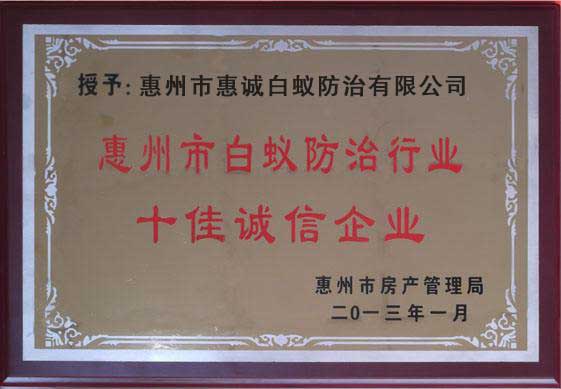 授予:惠州市惠诚白蚁防治有限公司
惠州市白蚁防治行业
十佳诚信企业
惠州市房产管理局
二〇一三年一月